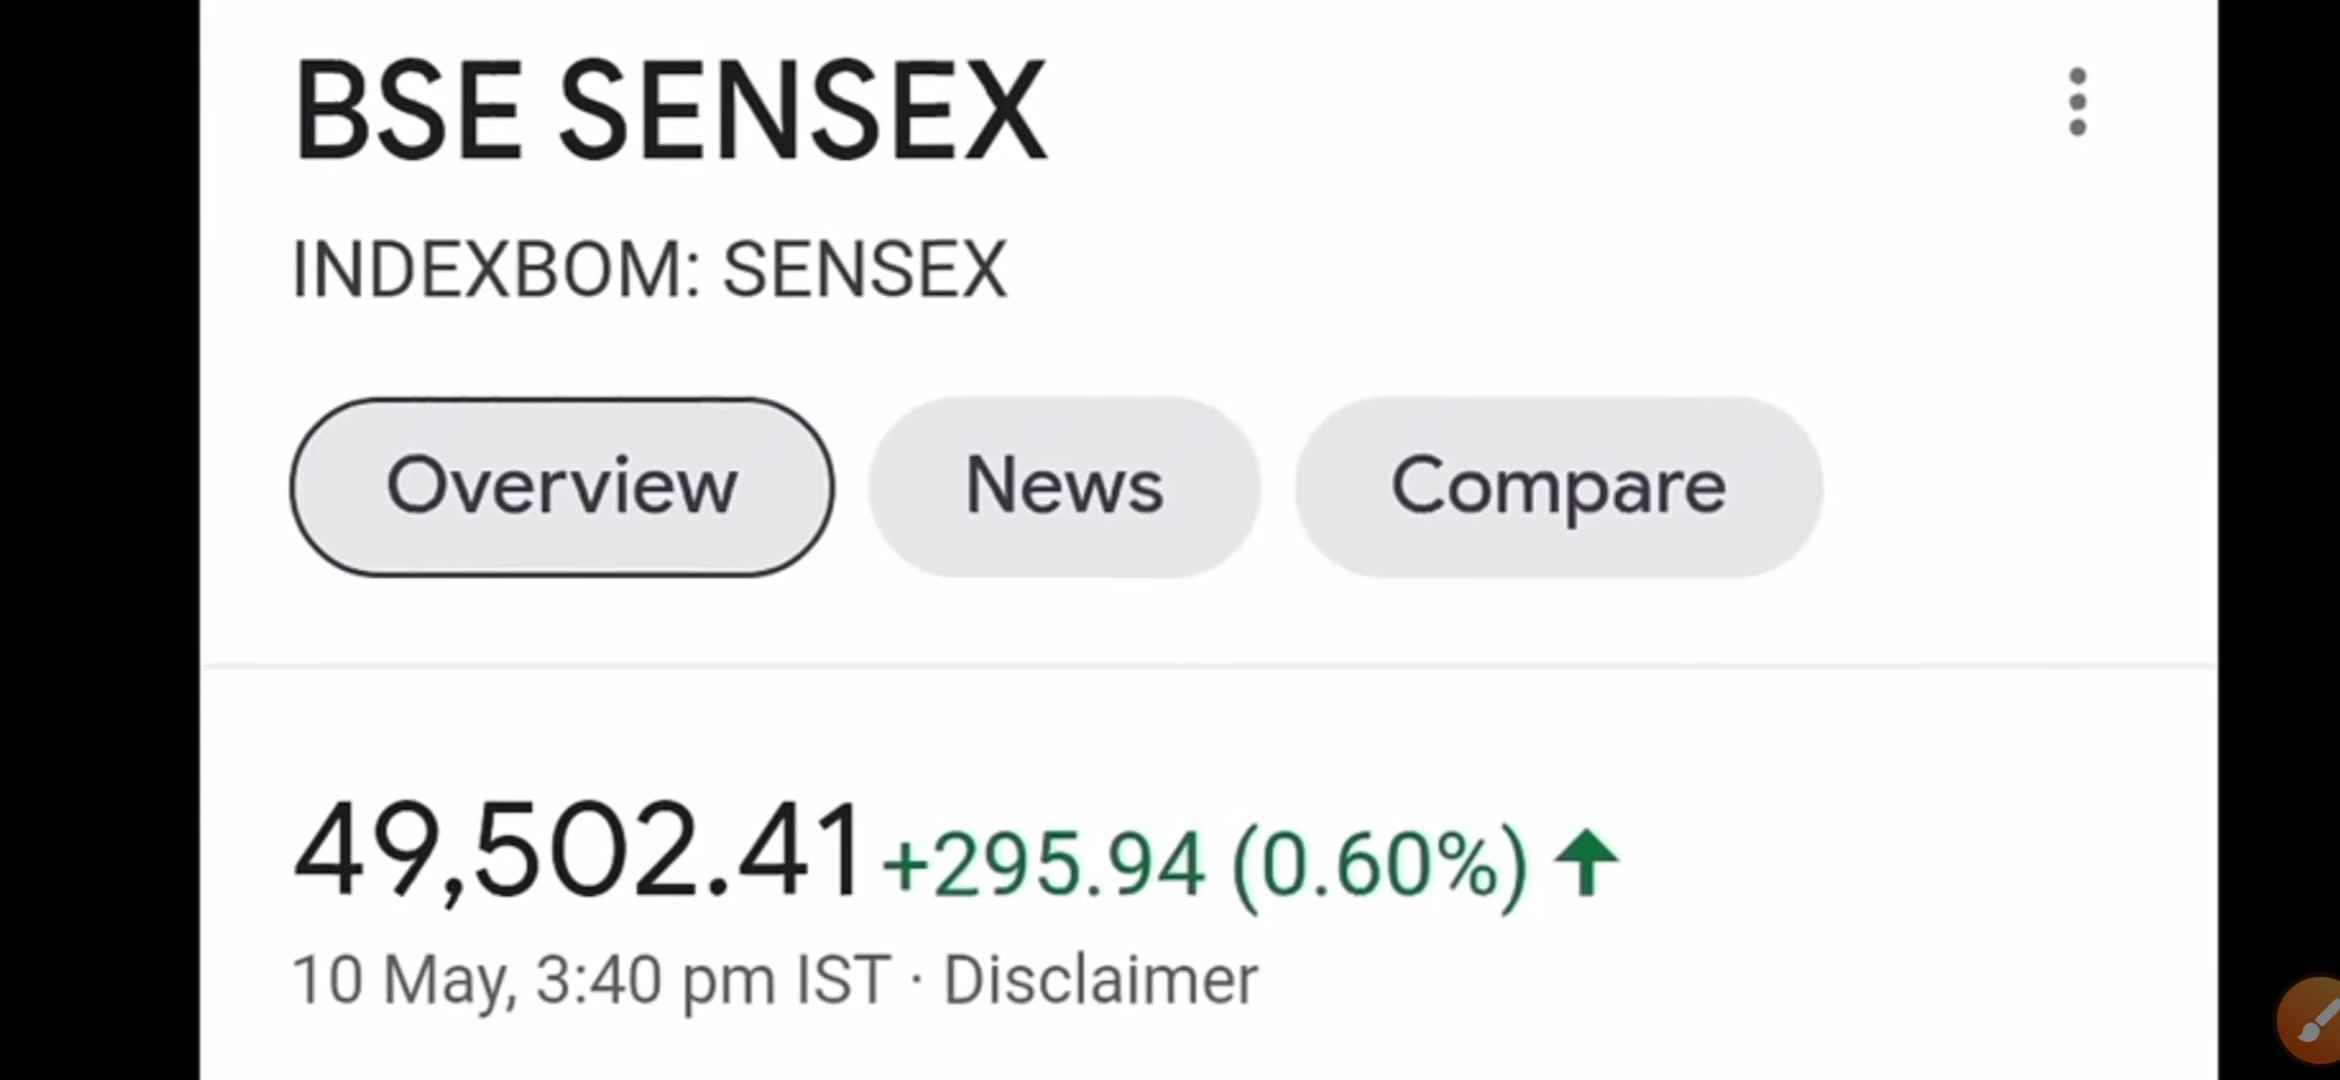 BSE SENSEX
INDEXBOM: SENSEX
Overview News Compare
49,502.41 +295.94 (0.60%)
10 May, 3:40 pm IST · Disclaimer